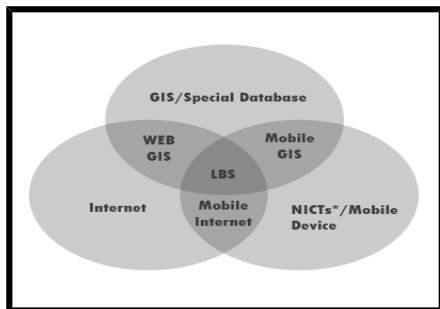 GIS/Special Database
WEB
GIS
Mobile
GIS
LBS
Internet
Mobile
Internet
NICTs*/Mobile
Device